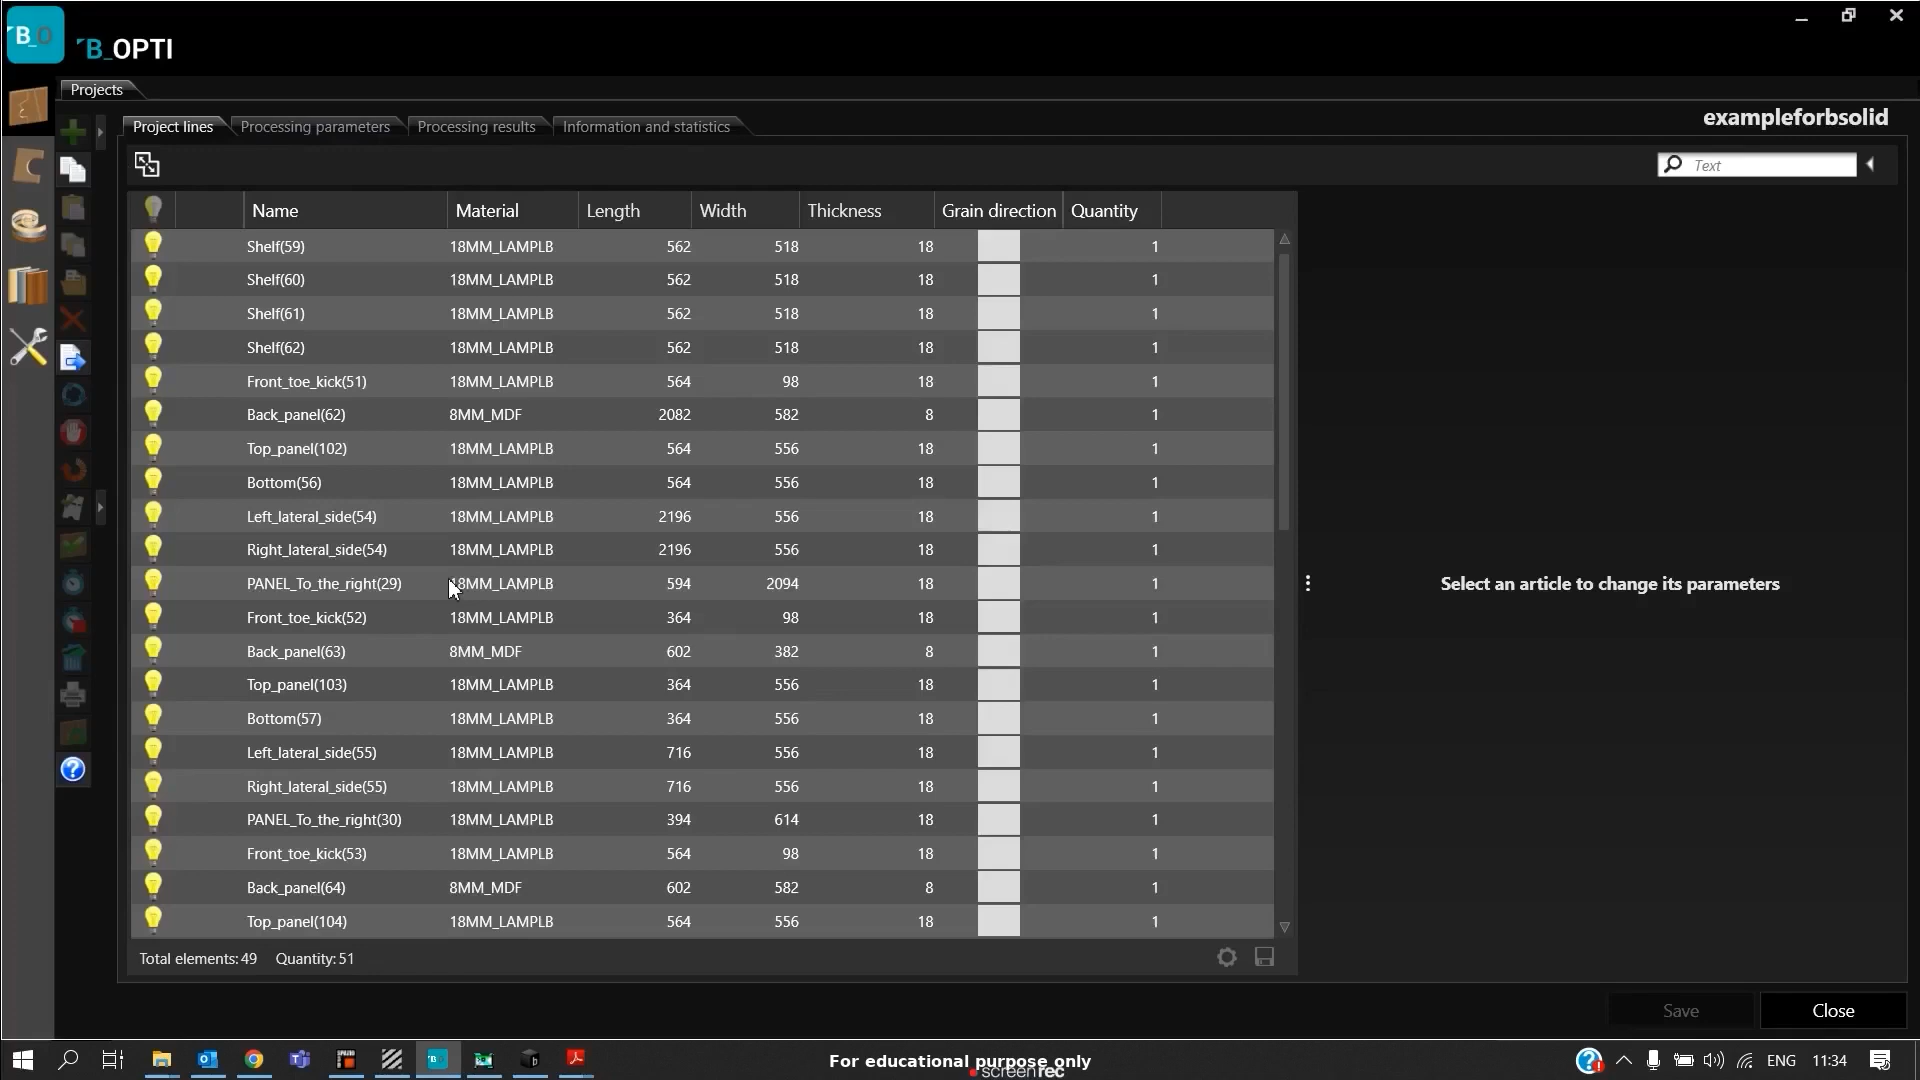 B_O
B_OPTI
Projects
exampleforbsolid
Project lines Processing parameters Processing results Information and statistics
Text
Name Material Length Width Thickness Grain direction Quantity
Shelf(59) 18MM_LAMPLB 562 518 18 1
Shelf(60) 18MM_LAMPLB 562 518 18 1
Shelf(61) 18MM_LAMPLB 562 518 18 1
Shelf(62) 18MM_LAMPLB 562 518 18 1
Front_toe_kick(51) 18MM_LAMPLB 564 98 18 1
Back_panel(62) 8MM_MDF 2082 582 8 1
Top_panel(102) 18MM_LAMPLB 564 556 18 1
Bottom(56) 18MM_LAMPLB 564 556 18 1
Left_lateral_side(54) 18MM_LAMPLB 2196 556 18 1
Right_lateral_side(54) 18MM_LAMPLB 2196 556 18 1
PANEL_To_the_right(29) 18MM_LAMPLB 594 2094 18 1
Front_toe_kick(52) 18MM_LAMPLB 364 98 18 1
Back_panel(63) 8MM_MDF 602 382 8 1
Top_panel(103) 18MM_LAMPLB 364 556 18 1
Bottom(57) 18MM_LAMPLB 364 556 18 1
Left_lateral_side(55) 18MM_LAMPLB 716 556 18 1
Right_lateral_side(55) 18MM_LAMPLB 716 556 18 1
PANEL_To_the_right(30) 18MM_LAMPLB 394 614 18 1
Front_toe_kick(53) 18MM_LAMPLB 564 98 18 1
Back_panel(64) 8MM_MDF 602 582 8 1
Top_panel(104) 18MM_LAMPLB 564 556 18 1
Select an article to change its parameters
Total elements:49 Quantity:51
Save Close
For educational purpose only
screenrec
ENG 11:34